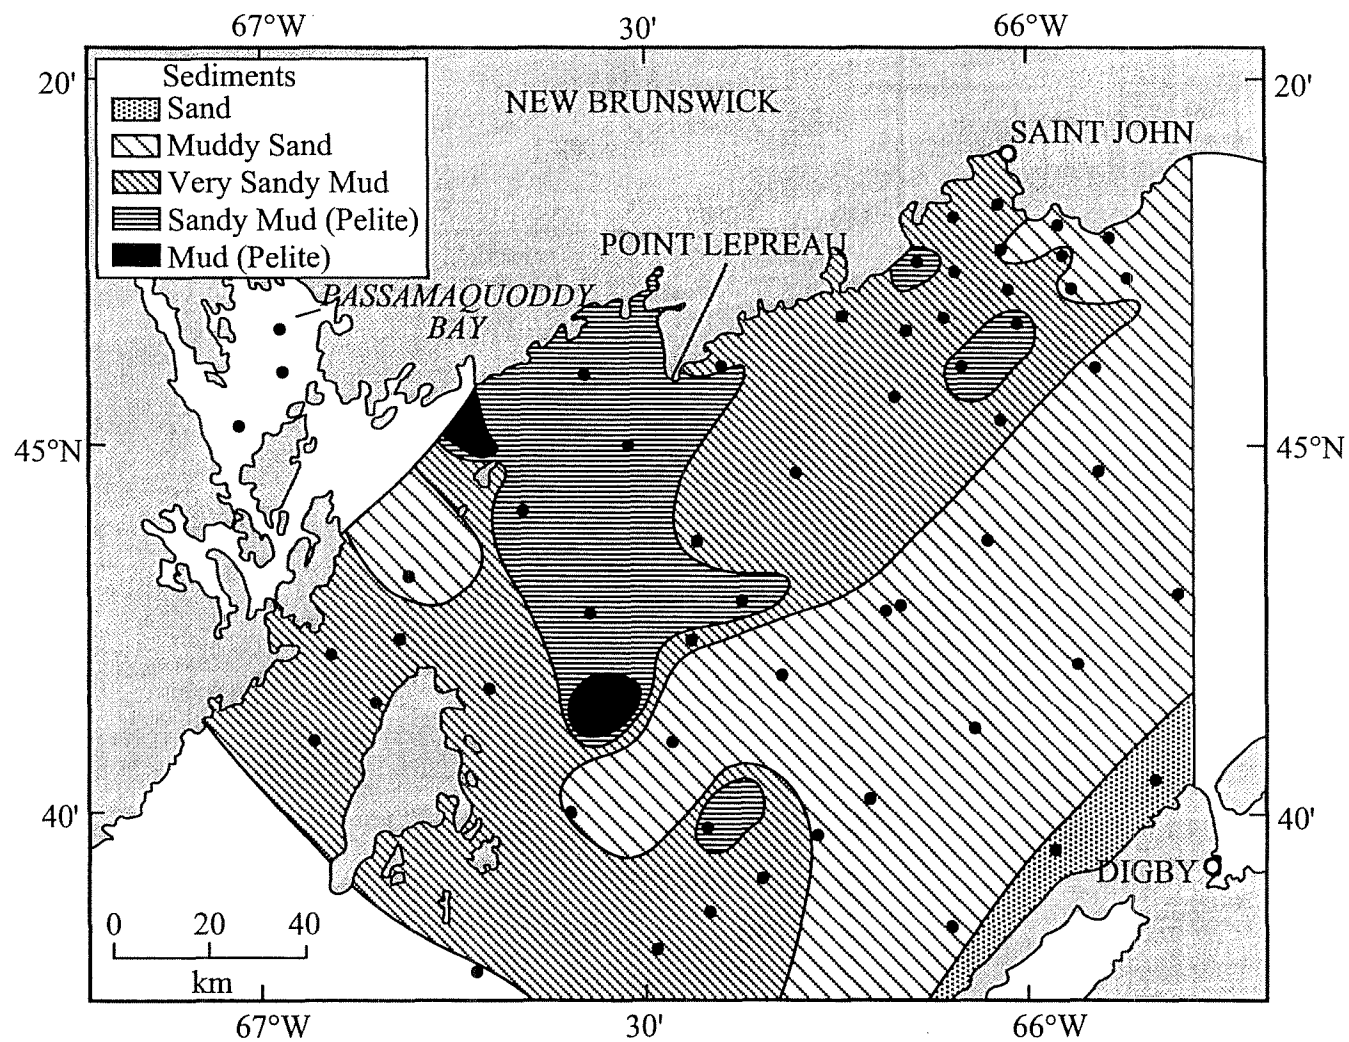 67°W 30' 66°W
20' 20'
Sediments
Sand
Muddy Sand
Very Sandy Mud
Sandy Mud (Pelite)
Mud (Pelite)
NEW BRUNSWICK
SAINT JOHN
POINT LEPREAU
PASSAMAQUODDY
BAY
45°N 45°N
40' 40'
DIGBY
0 20 40
km
67°W 30' 66°W